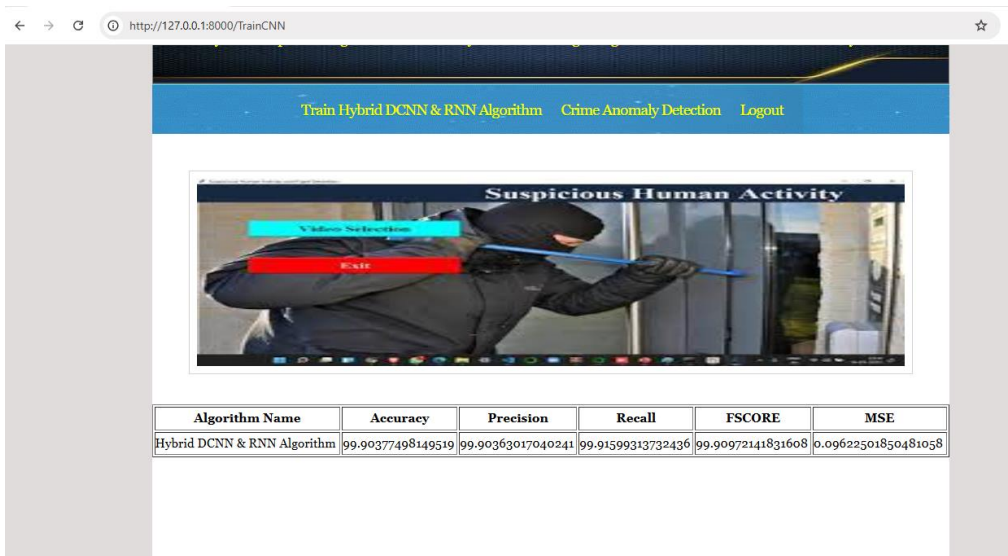 http://127.0.0.1:8000/TrainCNN
Train Hybrid DCNN & RNN Algorithm Crime Anomaly Detection Logout
Suspicious Human Activity
Video Selection
Exit
Algorithm Name Accuracy Precision Recall FSCORE MSE
Hybrid DCNN & RNN Algorithm 99.90377498149519 99.90363017040241 99.91599313732436 99.90972141831608 0.09622501850481058